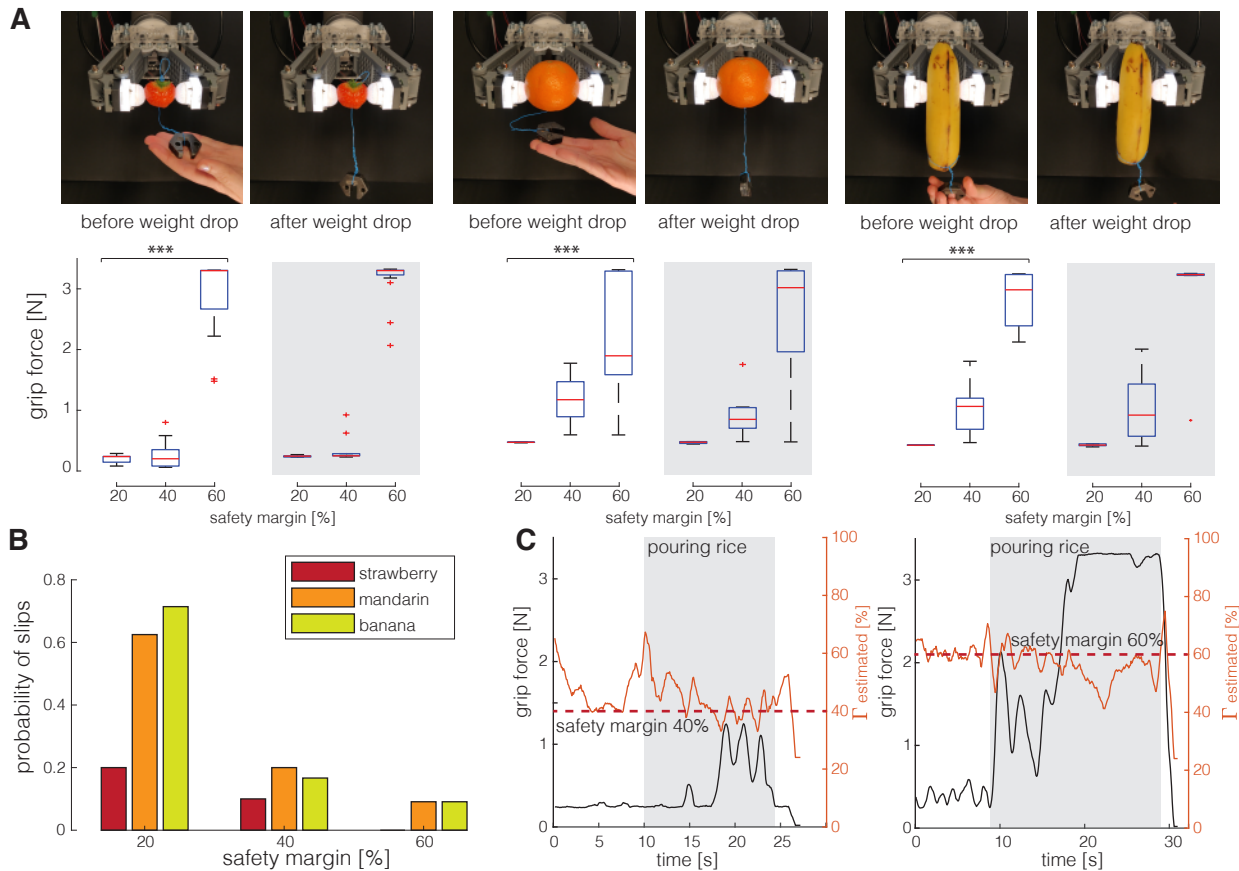 A
before weight drop
after weight drop
before weight drop
after weight drop
before weight drop
after weight drop
***
***
***
grip force [N]
3
2
1
0
20 40 60
20 40 60
20 40 60
20 40 60
20 40 60
20 40 60
safety margin [%]
safety margin [%]
safety margin [%]
B
probability of slips
0.8
0.6
0.4
0.2
0
strawberry
mandarin
banana
20 40 60
safety margin [%]
C
pouring rice
grip force [N]
3
2
1
0
safety margin 40%
100
80
60
40
20
0
Γ estimated [%]
0 5 10 15 20 25
time [s]
pouring rice
grip force [N]
3
2
1
0
safety margin 60%
100
80
60
40
20
0
Γ estimated [%]
0 10 20 30
time [s]